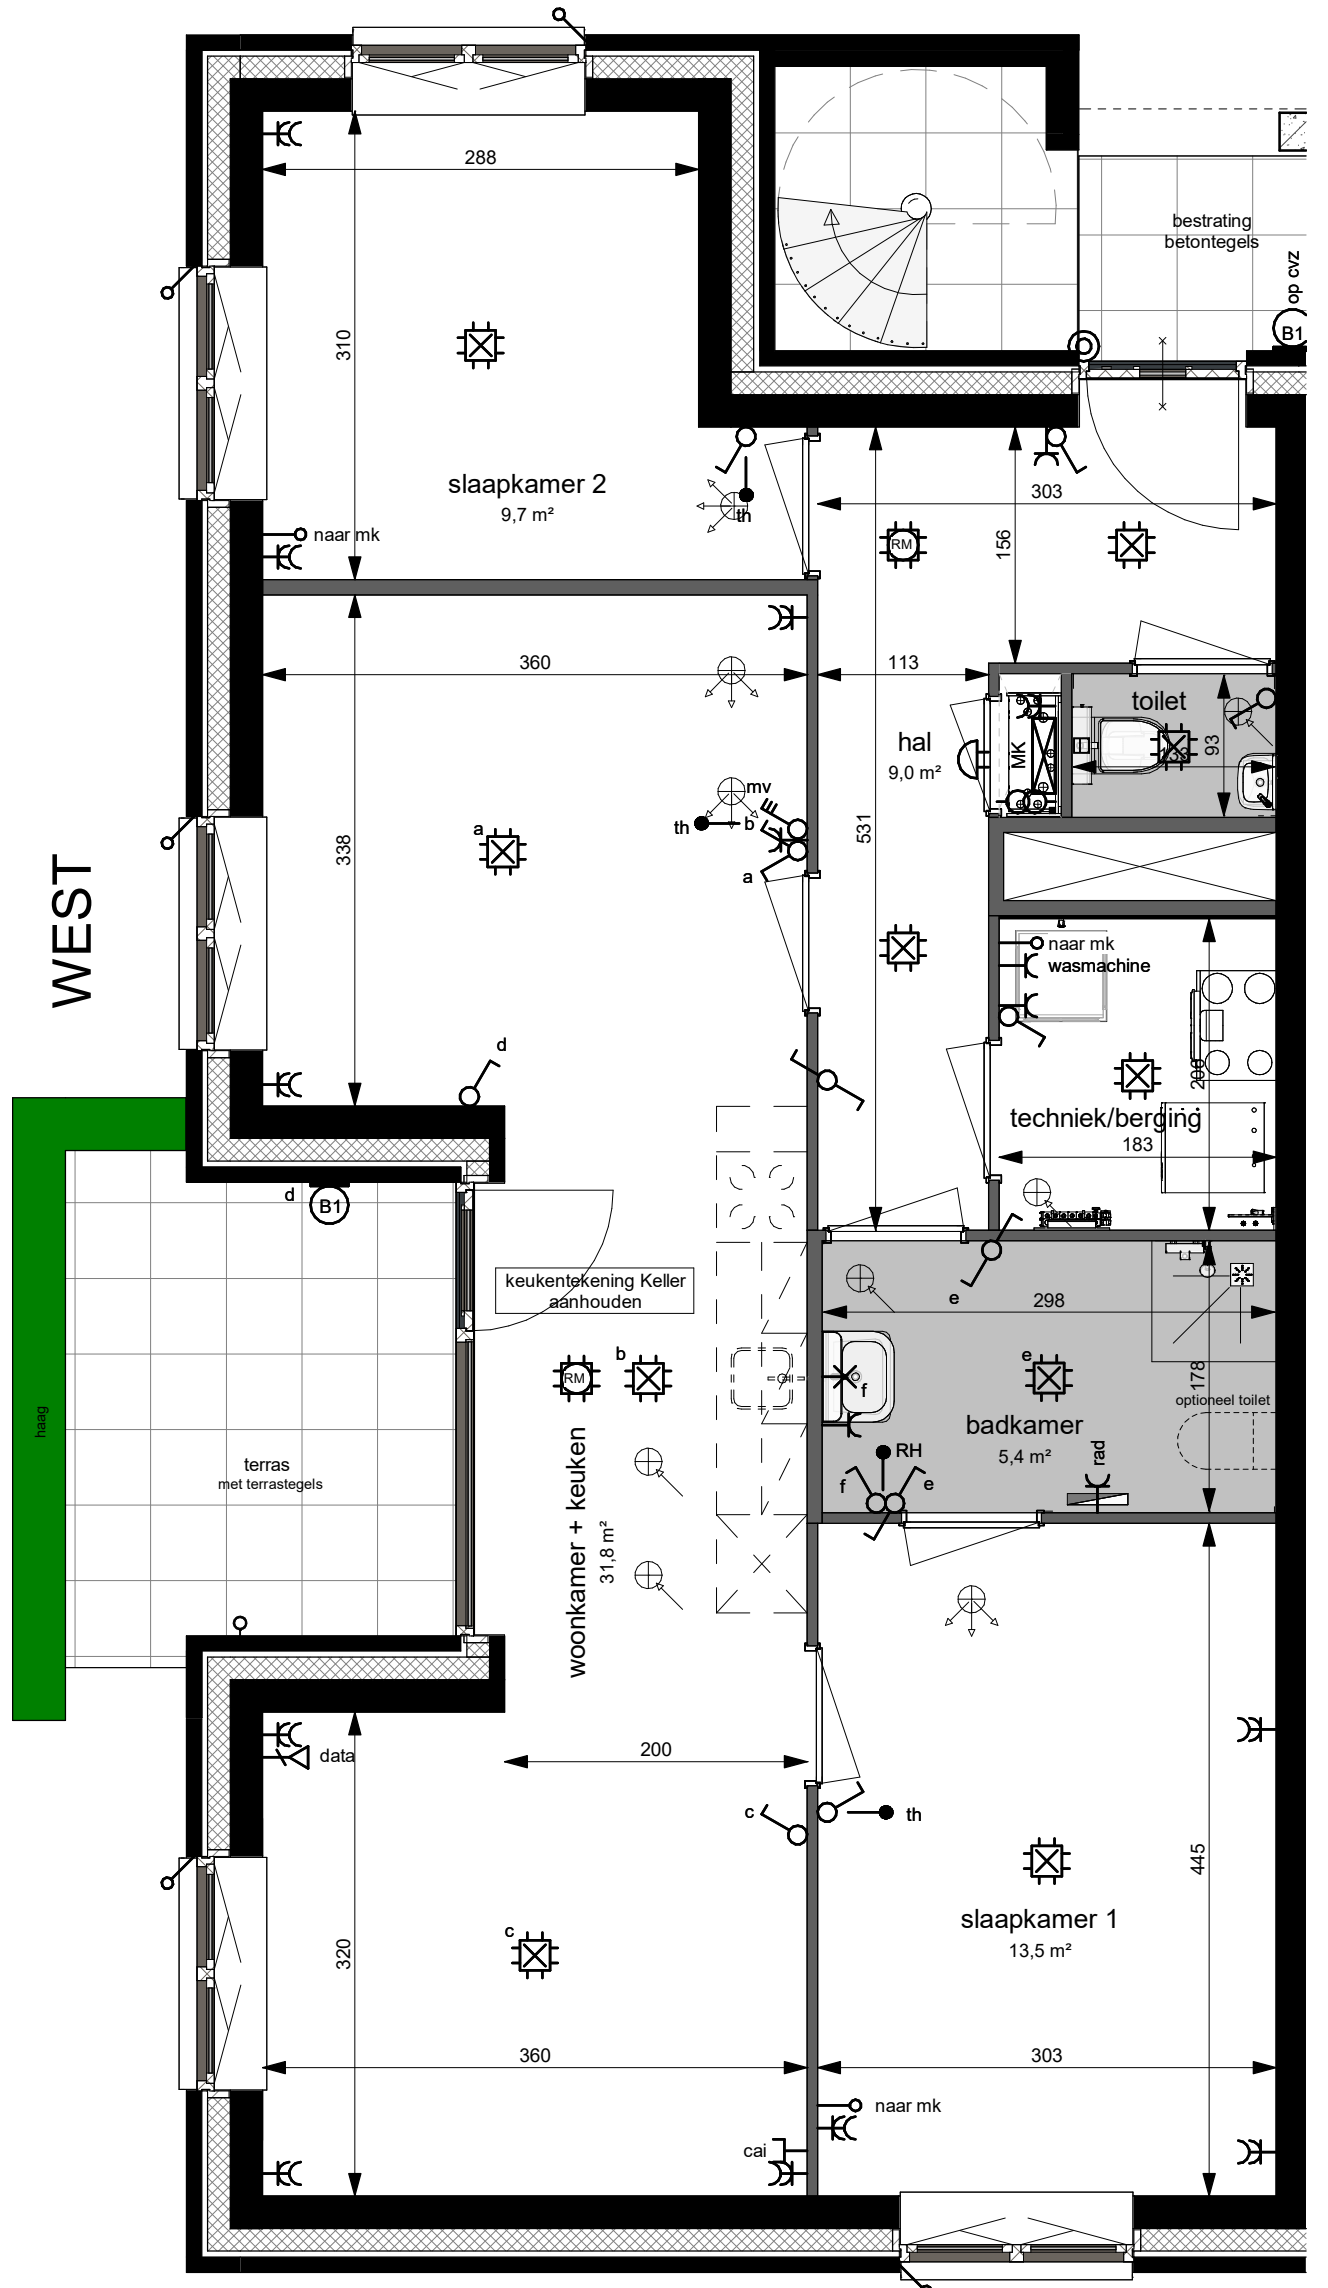 288
bestrating
betontegels
op cvz
B1
310
slaapkamer 2
9,7 m²
th
naar mk
303
156
RM
360
113
toilet
hal
9,0 m²
MK
93
133
mv
th
b
a
a
338
531
WEST
naar mk
wasmachine
d
200
techniek/berging
183
d
B1
keukentekening Keller
aanhouden
e
298
RM
b
e
f
178
optioneel toilet
badkamer
5,4 m²
RH
rad
f
e
haag
terras
met terrastegels
woonkamer + keuken
31,8 m²
data
200
c
th
445
slaapkamer 1
13,5 m²
c
320
360
303
naar mk
cai